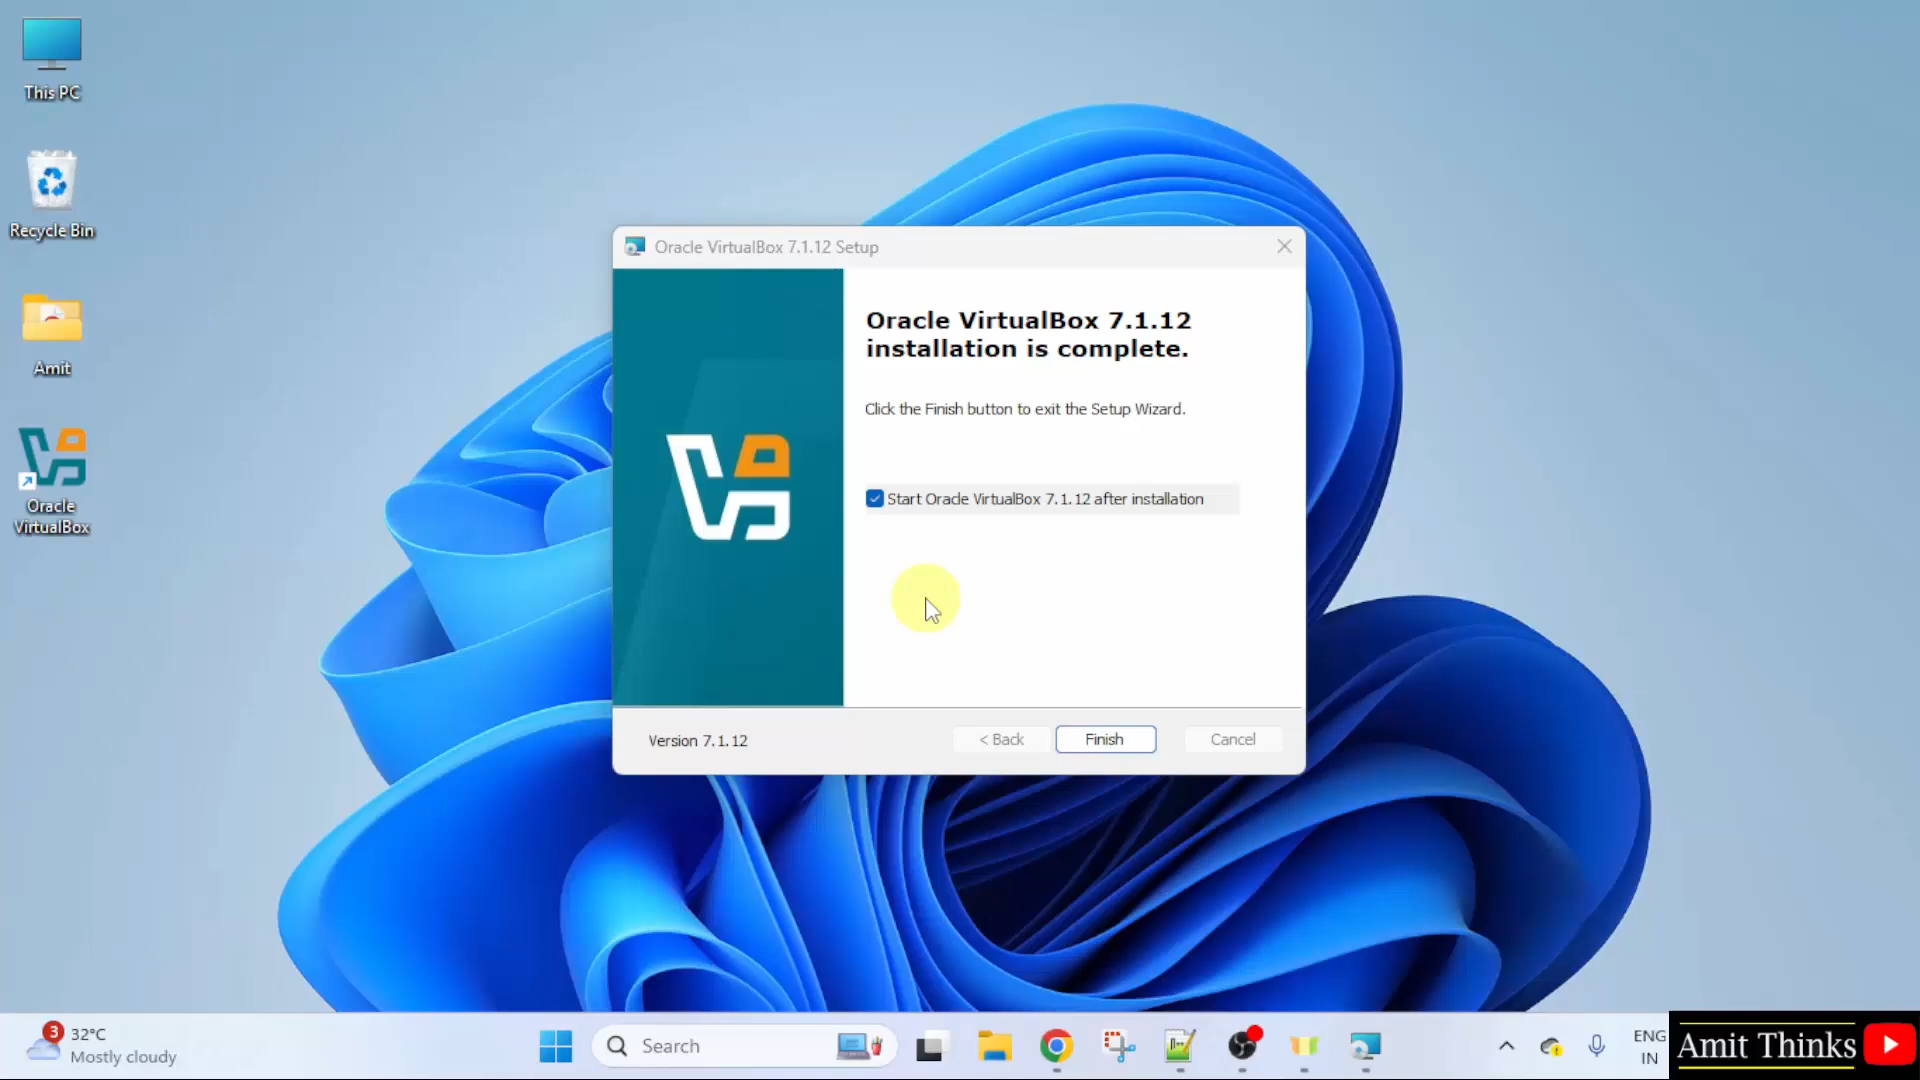 This PC
Recycle Bin
Amit
Oracle
VirtualBox
Oracle VirtualBox 7.1.12 Setup
Oracle VirtualBox 7.1.12
installation is complete.
Click the Finish button to exit the Setup Wizard.
Start Oracle VirtualBox 7.1.12 after installation
Version 7.1.12
< Back
Finish
Cancel
3
32°C
Mostly cloudy
Search
ENG
IN
Amit Thinks